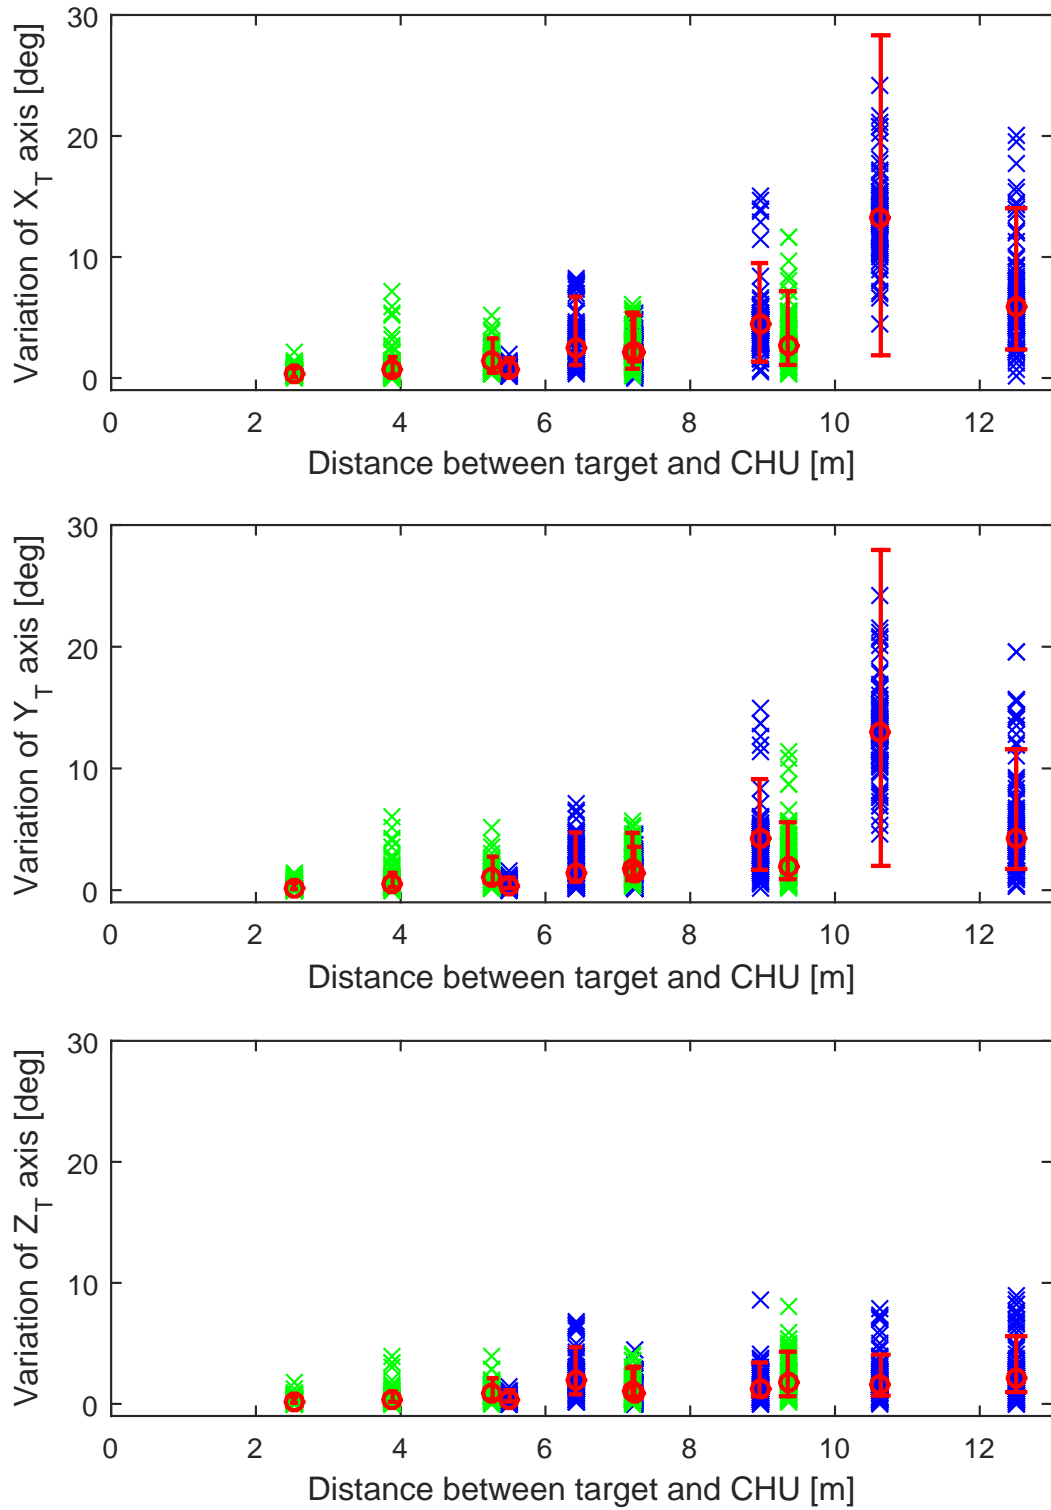 Variation of X_T axis [deg]
30
20
10
0
0 2 4 6 8 10 12
Distance between target and CHU [m]
Variation of Y_T axis [deg]
30
20
10
0
0 2 4 6 8 10 12
Distance between target and CHU [m]
Variation of Z_T axis [deg]
30
20
10
0
0 2 4 6 8 10 12
Distance between target and CHU [m]